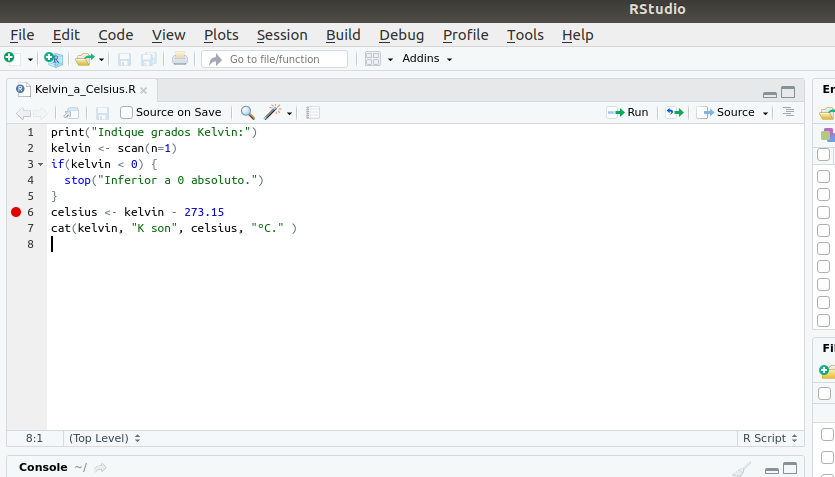 RStudio
File Edit Code View Plots Session Build Debug Profile Tools Help
Go to file/function Addins
Kelvin_a_Celsius.R
Source on Save Run Source
1 print("Indique grados Kelvin:")
2 kelvin <- scan(n=1)
3 if(kelvin < 0) {
4 stop("Inferior a 0 absoluto.")
5 }
6 celsius <- kelvin - 273.15
7 cat(kelvin, "K son", celsius, "ºC." )
8
8:1 (Top Level) R Script
Console ~/
En
Fil